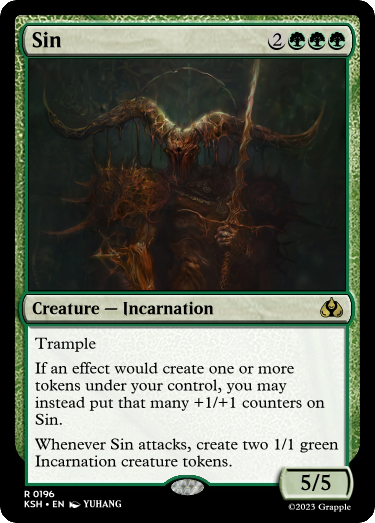 Sin 2
Creature — Incarnation
Trample
If an effect would create one or more
tokens under your control, you may
instead put that many +1/+1 counters on
Sin.
Whenever Sin attacks, create two 1/1 green
Incarnation creature tokens.
5/5
R 0196
KSH • EN YUHANG
©2023 Grapple